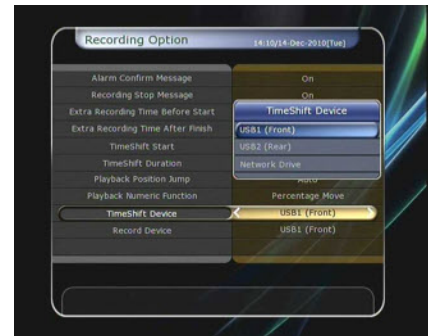 Recording Option
14:10/14-Dec-2010(Tue)
Alarm Confirm Message On
Recording Stop Message On
Extra Recording Time Before Start
Extra Recording Time After Finish
TimeShift Start
TimeShift Duration
Playback Position Jump Auto
Playback Numeric Function Percentage Move
TimeShift Device USB1 (Front)
Record Device USB1 (Front)
TimeShift Device
USB1 (Front)
USB2 (Rear)
Network Drive